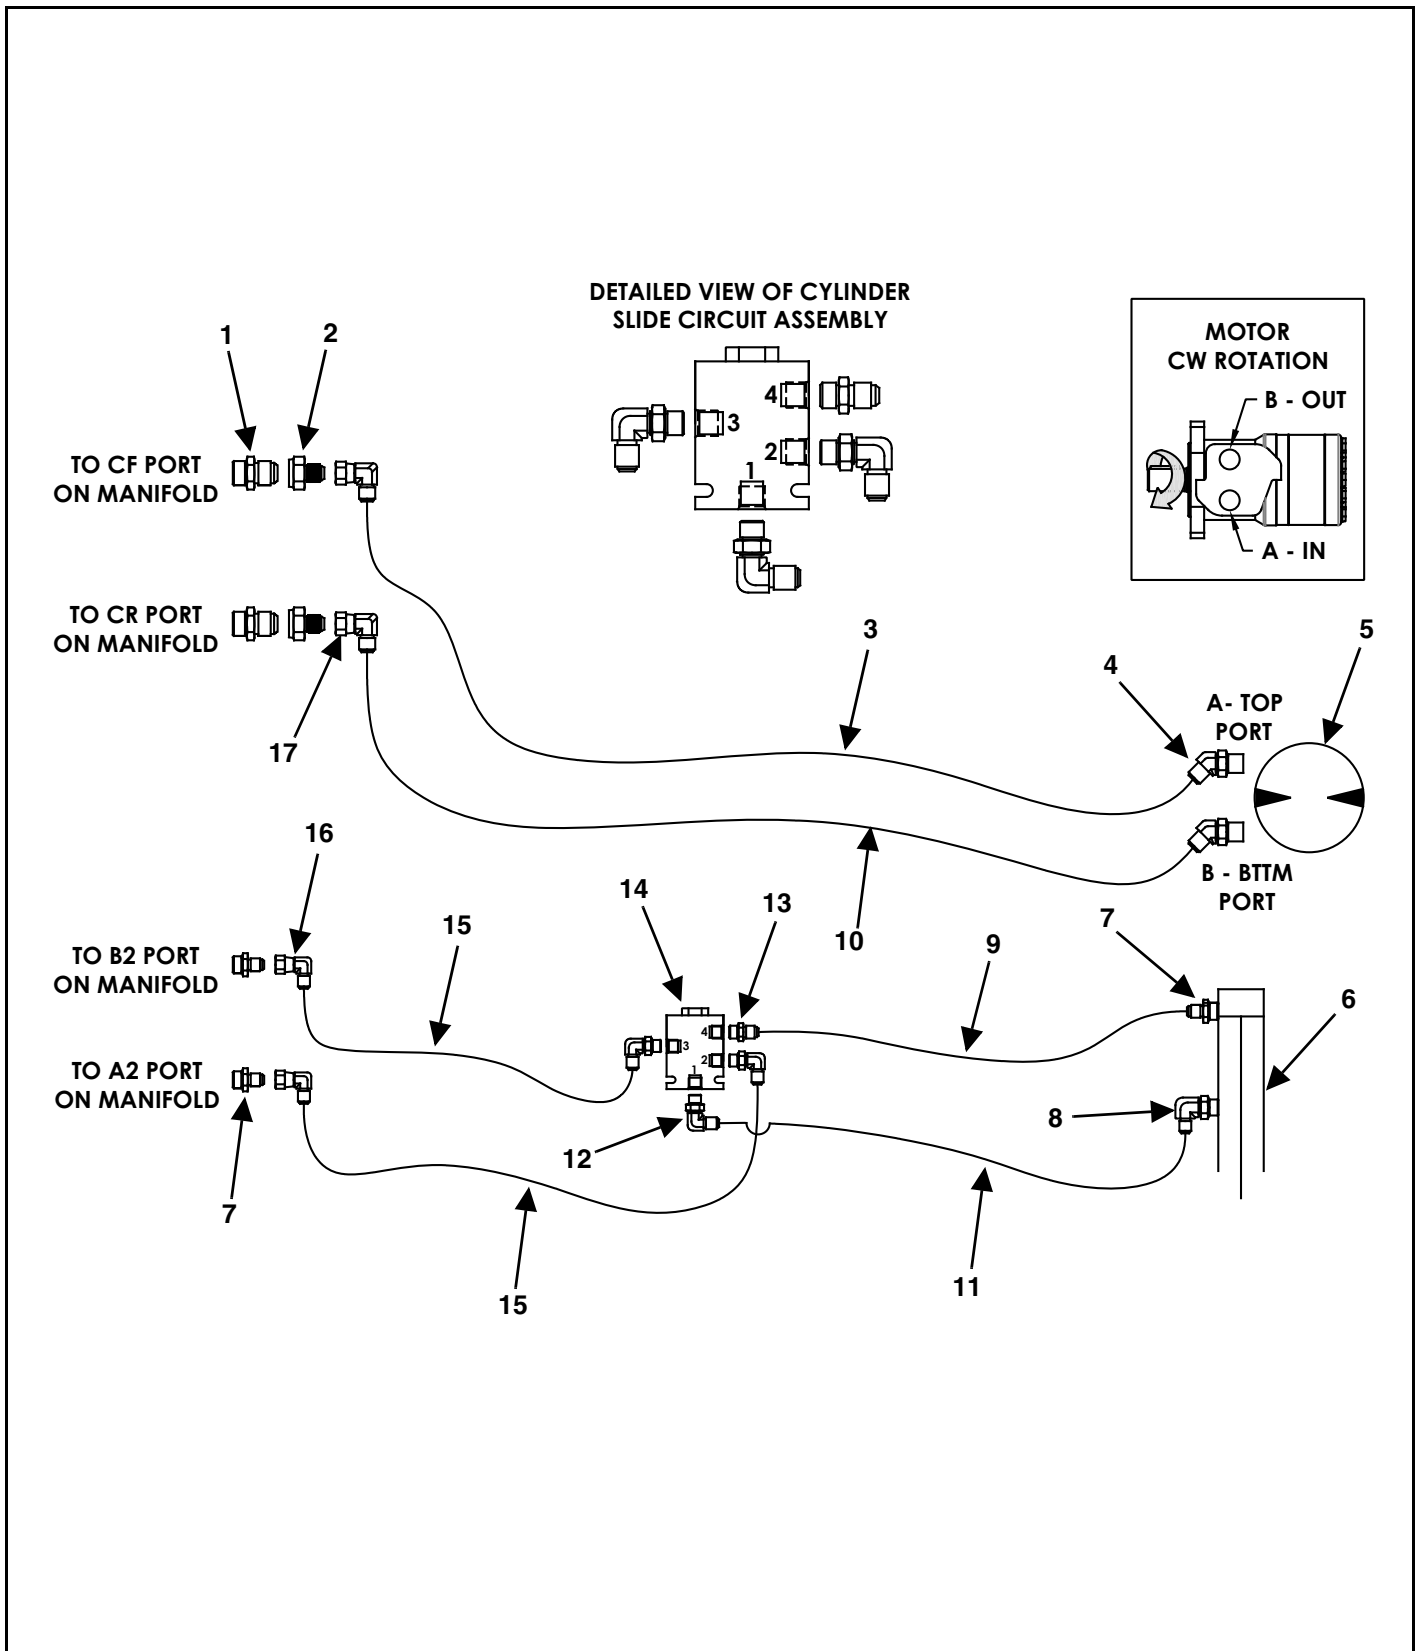 DETAILED VIEW OF CYLINDER
SLIDE CIRCUIT ASSEMBLY
MOTOR
CW ROTATION
B - OUT
A - IN
1
2
4
3
2
1
TO CF PORT
ON MANIFOLD
TO CR PORT
ON MANIFOLD
17
3
4
5
A- TOP
PORT
10
B - BTTM
PORT
16
15
14
13
9
7
6
TO B2 PORT
ON MANIFOLD
4
3
2
1
TO A2 PORT
ON MANIFOLD
7
12
8
15
11